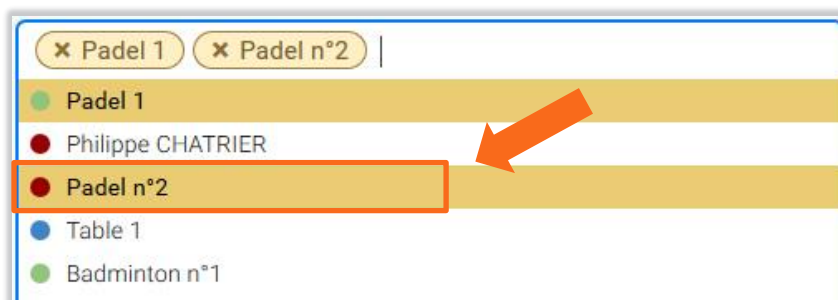 × Padel 1 × Padel n°2
Padel 1
Philippe CHATRIER
Padel n°2
Table 1
Badminton n°1